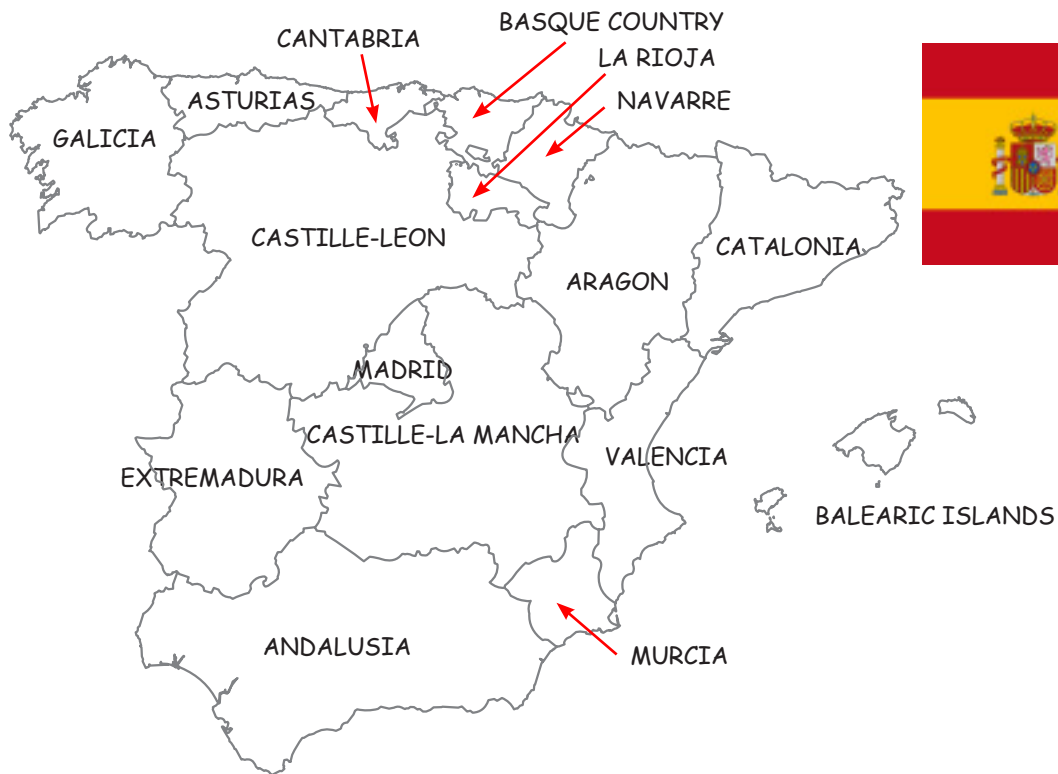 BASQUE COUNTRY
CANTABRIA
LA RIOJA
ASTURIAS
NAVARRE
GALICIA
CASTILLE-LEON
CATALONIA
ARAGON
MADRID
CASTILLE-LA MANCHA
VALENCIA
EXTREMADURA
BALEARIC ISLANDS
ANDALUSIA
MURCIA